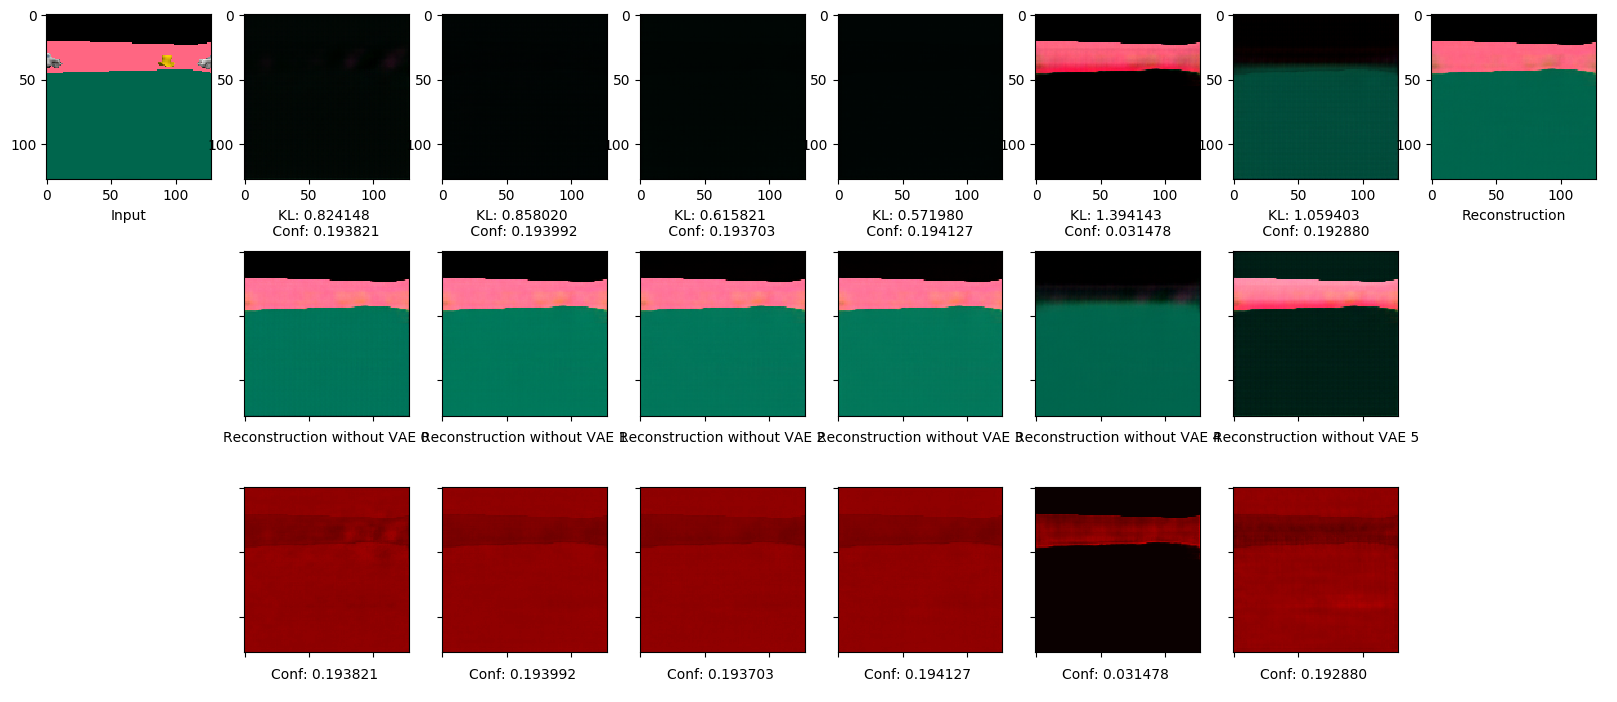 0 0 0 0 0 0 0 0
50 50 50 50 50 50 50 50
100 100 100 100 100 100 100 100
0 50 100 0 50 100 0 50 100 0 50 100 0 50 100 0 50 100 0 50 100 0 50 100
Input KL: 0.824148 KL: 0.858020 KL: 0.615821 KL: 0.571980 KL: 1.394143 KL: 1.059403 Reconstruction
Conf: 0.193821 Conf: 0.193992 Conf: 0.193703 Conf: 0.194127 Conf: 0.031478 Conf: 0.192880
Reconstruction without VAE 0 Reconstruction without VAE 1 Reconstruction without VAE 2 Reconstruction without VAE 3 Reconstruction without VAE 4 Reconstruction without VAE 5
Conf: 0.193821 Conf: 0.193992 Conf: 0.193703 Conf: 0.194127 Conf: 0.031478 Conf: 0.192880